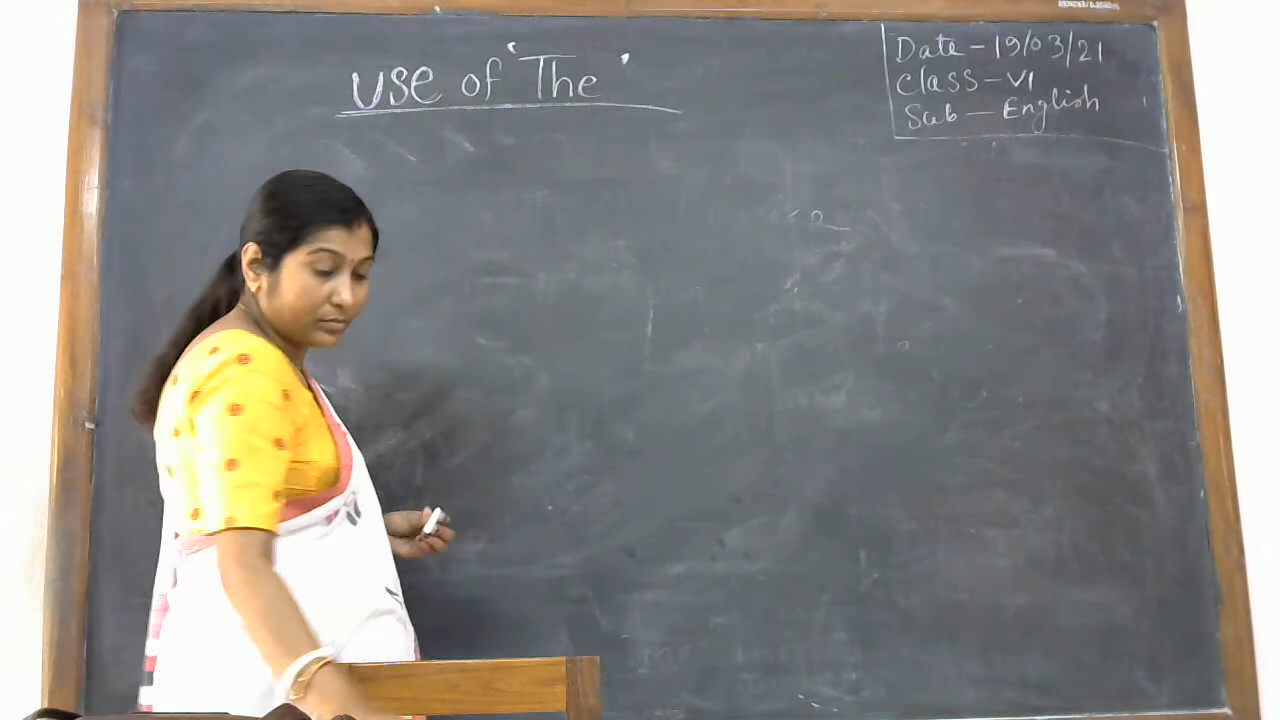 Use of 'The'
Date - 19/03/21
Class - VI
Sub - English